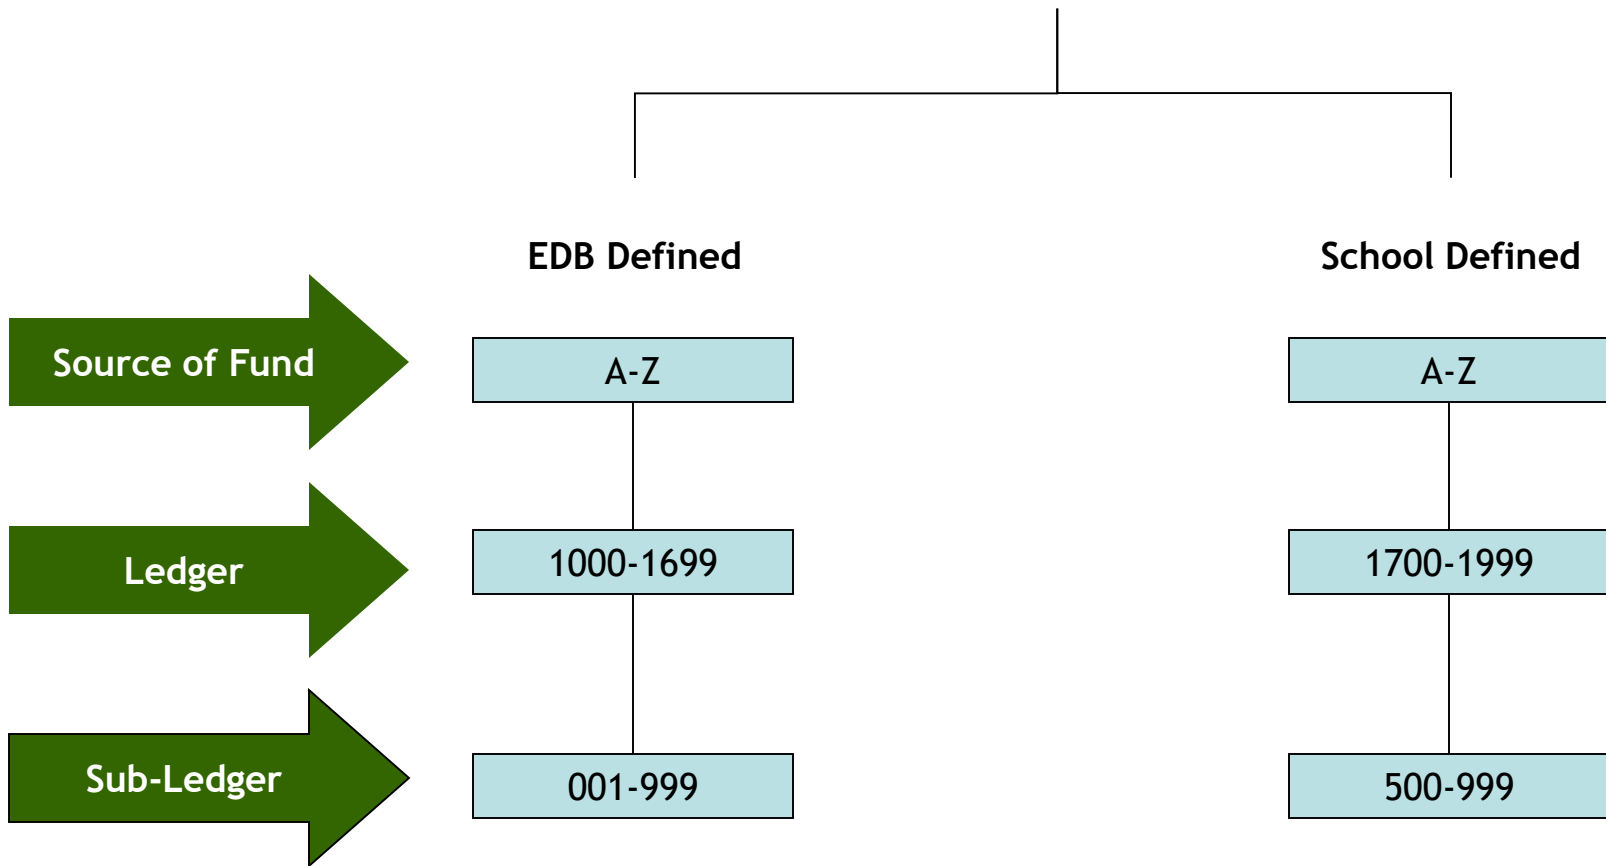 EDB Defined
School Defined
Source of Fund
A-Z
A-Z
Ledger
1000-1699
1700-1999
Sub-Ledger
001-999
500-999